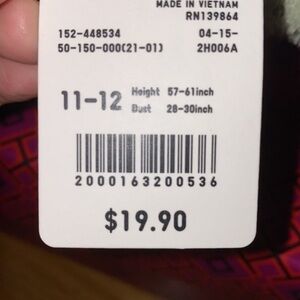 MADE IN VIETNAM
RN139864
152-448534 04-15-
50-150-000(21-01) 2H006A
11-12 Height 57-61inch
Bust 28-30inch
2000163200536
$19.90